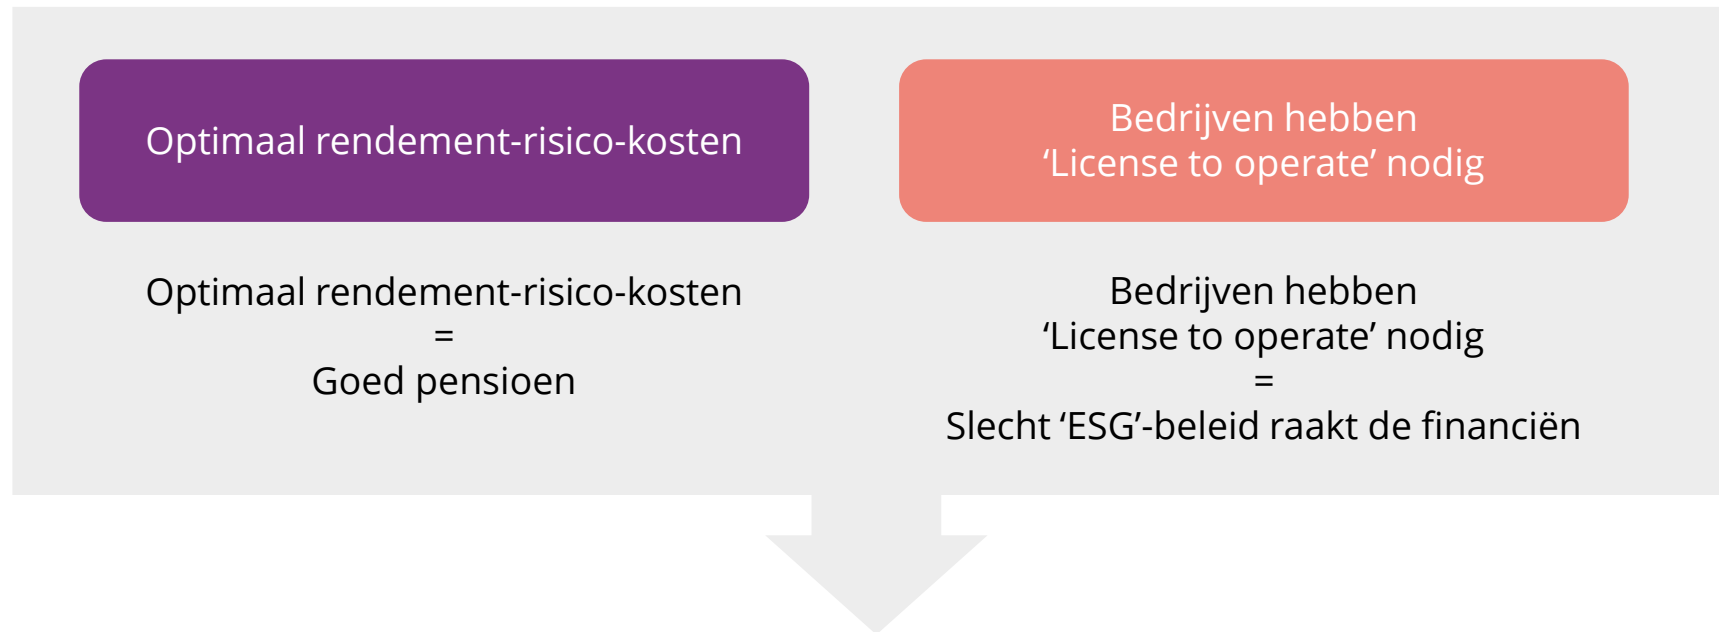 Optimaal rendement-risico-kosten
Bedrijven hebben
‘License to operate’ nodig
Optimaal rendement-risico-kosten
=
Goed pensioen
Bedrijven hebben
‘License to operate’ nodig
=
Slecht ‘ESG’-beleid raakt de financiën